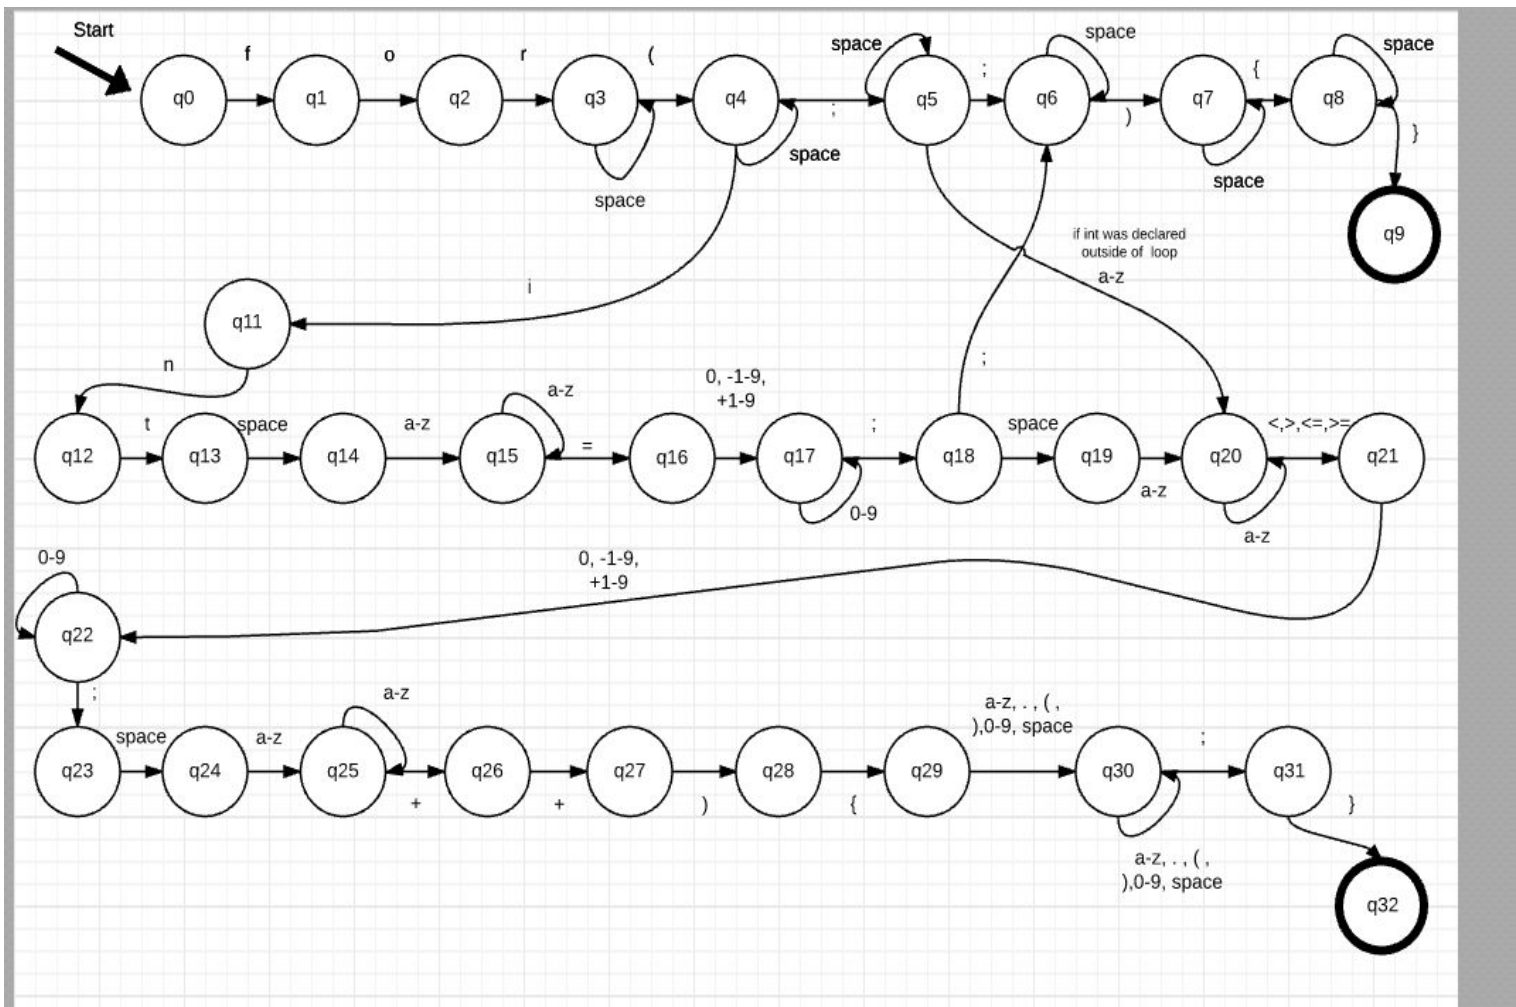 Start
f
o
r
(
space
;
space
{
space
q0
q1
q2
q3
q4
;
q5
q6
)
q7
q8
}
space
space
space
q9
if int was declared
outside of loop
a-z
i
q11
n
;
0, -1-9,
+1-9
a-z
t
space
a-z
=
;
space
<,>,<=,>=
q12
q13
q14
q15
q16
q17
q18
q19
q20
q21
0-9
a-z
a-z
0-9
0, -1-9,
+1-9
q22
;
a-z
space
a-z
a-z, . , ( ,
),0-9, space
;
q23
q24
q25
q26
q27
q28
q29
q30
q31
+
+
)
{
}
a-z, . , ( ,
),0-9, space
q32